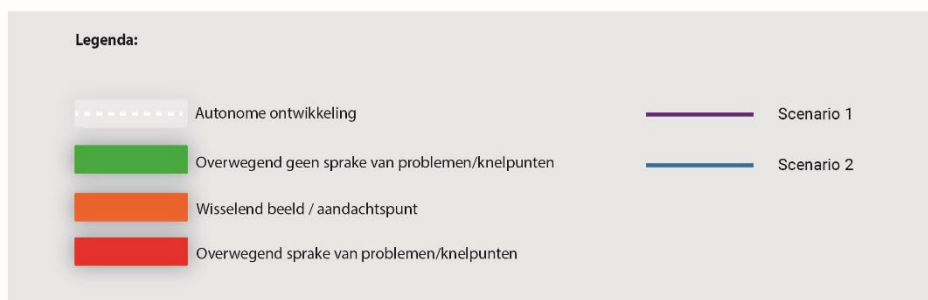 Legenda:
Autonome ontwikkeling
Overwegend geen sprake van problemen/knelpunten
Wisselend beeld / aandachtspunt
Overwegend sprake van problemen/knelpunten
Scenario 1
Scenario 2